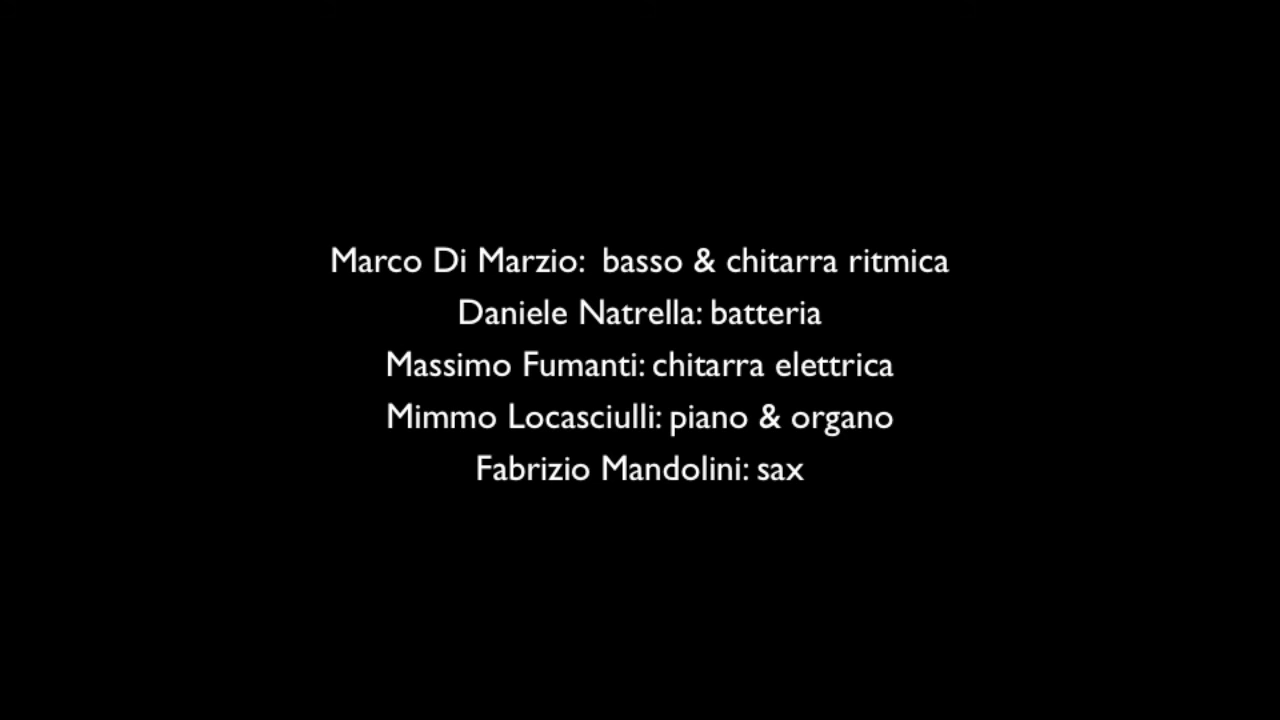 Marco Di Marzio:  basso & chitarra ritmica
Daniele Natrella: batteria
Massimo Fumanti: chitarra elettrica
Mimmo Locasciulli: piano & organo
Fabrizio Mandolini: sax